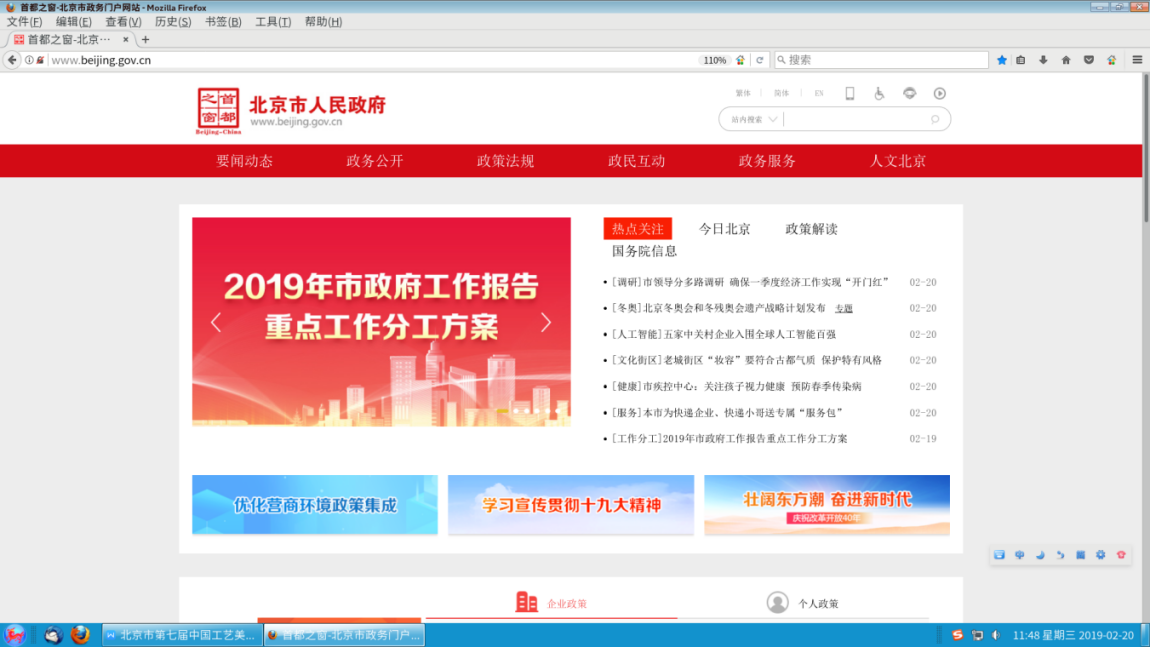 首都之窗-北京市政务门户网站 - Mozilla Firefox
文件(F) 编辑(E) 查看(V) 历史(S) 书签(B) 工具(T) 帮助(H)
首都之窗-北京… × +
www.beijing.gov.cn 110% 搜索
繁体 简体 EN
首都之窗
Beijing-China
北京市人民政府
www.beijing.gov.cn
站内搜索
要闻动态 政务公开 政策法规 政民互动 政务服务 人文北京
2019年市政府工作报告
重点工作分工方案
热点关注 今日北京 政策解读
国务院信息
[调研]市领导分多路调研 确保一季度经济工作实现“开门红” 02-20
[冬奥]北京冬奥会和冬残奥会遗产战略计划发布 专题 02-20
[人工智能]五家中关村企业入围全球人工智能百强 02-20
[文化街区]老城街区“妆容”要符合古都气质 保护特有风格 02-20
[健康]市疾控中心：关注孩子视力健康 预防春季传染病 02-20
[服务]本市为快递企业、快递小哥送专属“服务包” 02-20
[工作分工]2019年市政府工作报告重点工作分工方案 02-19
优化营商环境政策集成
学习宣传贯彻十九大精神
壮阔东方潮 奋进新时代
庆祝改革开放40年
中 简
企业政策 个人政策
北京市第七届中国工艺美... 首都之窗-北京市政务门户... 11:48 星期三 2019-02-20